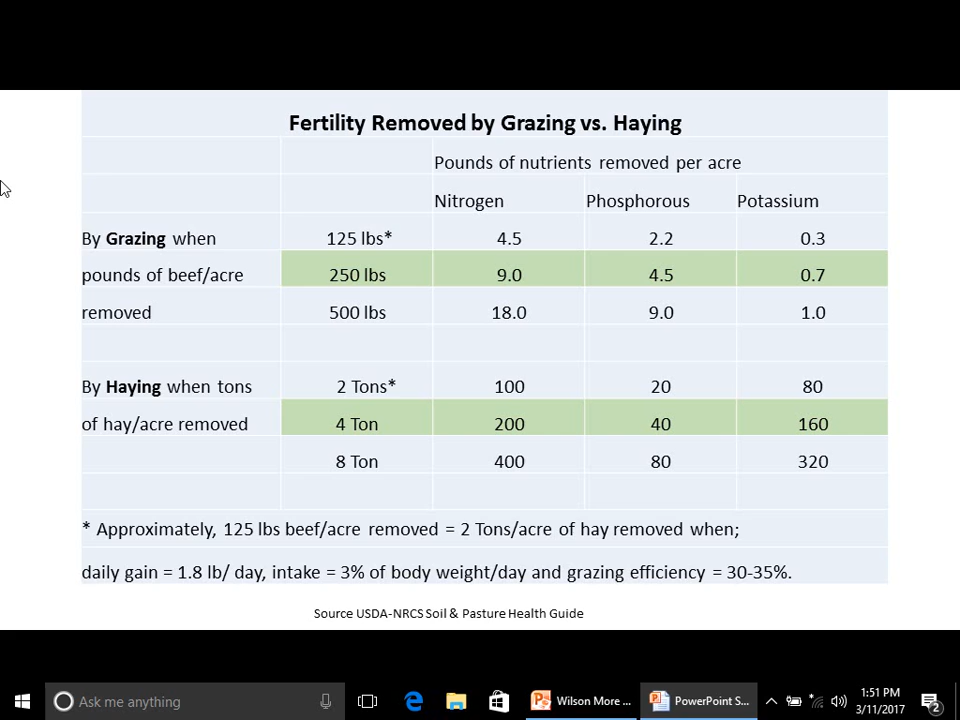 Fertility Removed by Grazing vs. Haying
Pounds of nutrients removed per acre
Nitrogen Phosphorous Potassium
By Grazing when 125 lbs* 4.5 2.2 0.3
pounds of beef/acre 250 lbs 9.0 4.5 0.7
removed 500 lbs 18.0 9.0 1.0
By Haying when tons 2 Tons* 100 20 80
of hay/acre removed 4 Ton 200 40 160
8 Ton 400 80 320
* Approximately, 125 lbs beef/acre removed = 2 Tons/acre of hay removed when;
daily gain = 1.8 lb/ day, intake = 3% of body weight/day and grazing efficiency = 30-35%.
Source USDA-NRCS Soil & Pasture Health Guide
Ask me anything
Wilson More ...
PowerPoint S...
1:51 PM
3/11/2017
2